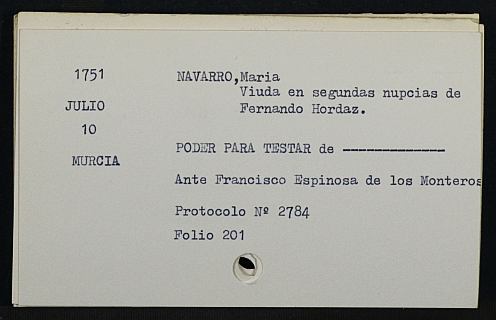 1751
JULIO
10
MURCIA
NAVARRO,Maria
Viuda en segundas nupcias de
Fernando Hordaz.
PODER PARA TESTAR de -------------
Ante Francisco Espinosa de los Monteros
Protocolo Nº 2784
Folio 201